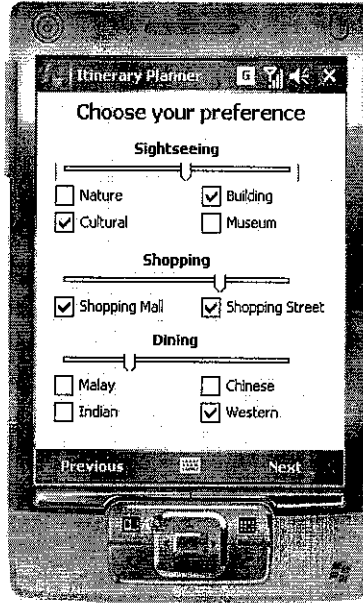 Itinerary Planner
Choose your preference
Sightseeing
Nature Building
Cultural Museum
Shopping
Shopping Mall Shopping Street
Dining
Malay Chinese
Indian Western
Previous Next